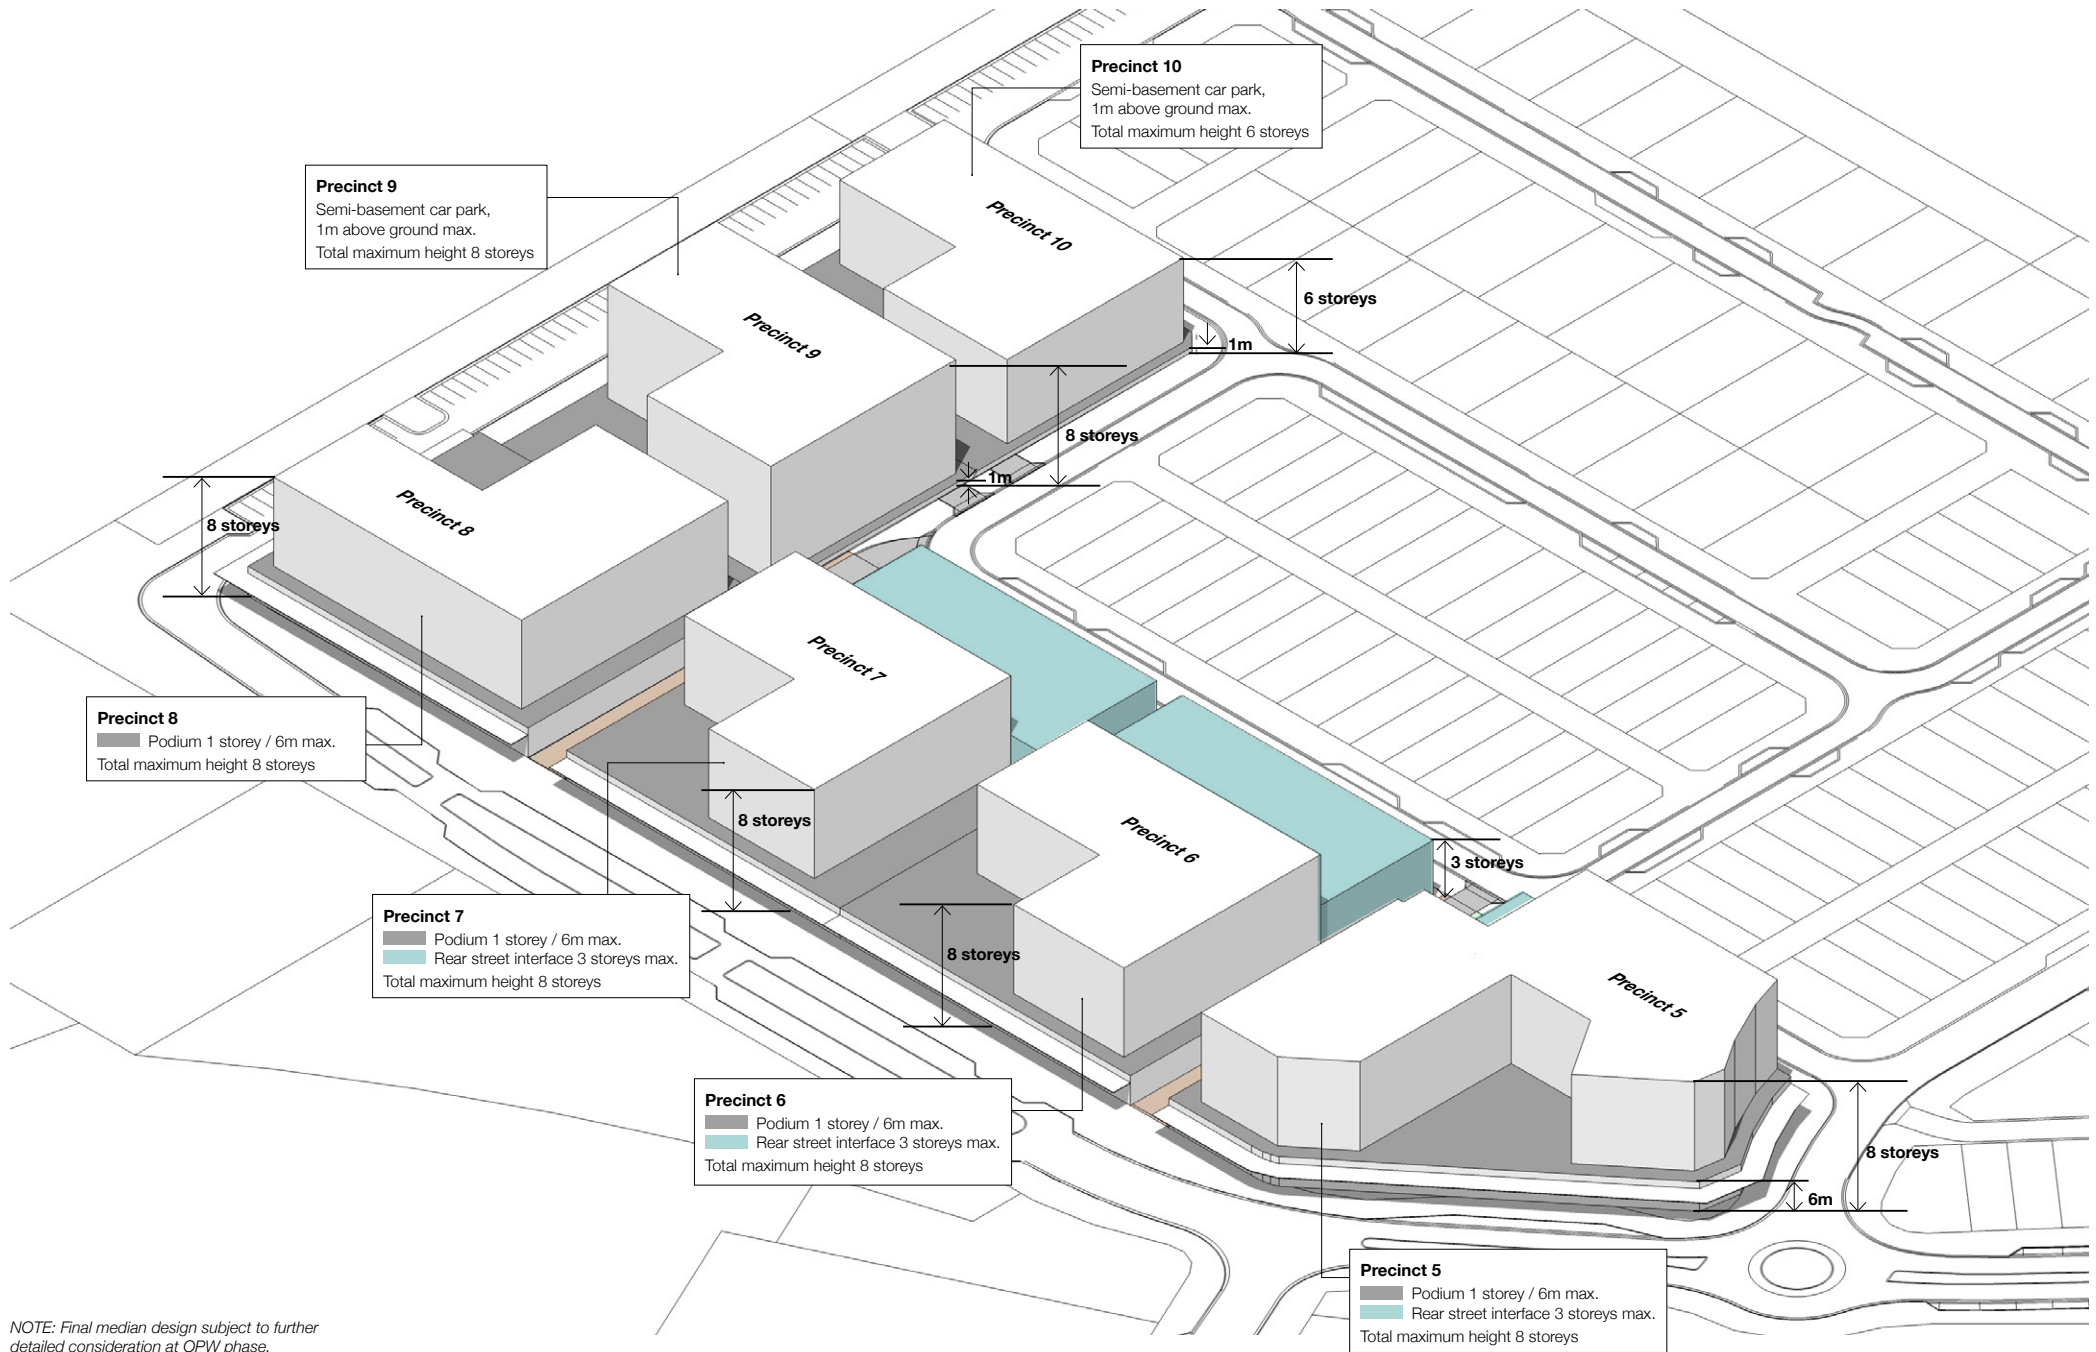 Precinct 10
Semi-basement car park,
1m above ground max.
Total maximum height 6 storeys
Precinct 9
Semi-basement car park,
1m above ground max.
Total maximum height 8 storeys
Precinct 10
6 storeys
1m
Precinct 9
8 storeys
1m
Precinct 8
8 storeys
Precinct 7
Precinct 8
Podium 1 storey / 6m max.
Total maximum height 8 storeys
8 storeys
Precinct 6
3 storeys
Precinct 7
Podium 1 storey / 6m max.
Rear street interface 3 storeys max.
Total maximum height 8 storeys
8 storeys
Precinct 5
Precinct 6
Podium 1 storey / 6m max.
Rear street interface 3 storeys max.
Total maximum height 8 storeys
8 storeys
6m
Precinct 5
Podium 1 storey / 6m max.
Rear street interface 3 storeys max.
Total maximum height 8 storeys
NOTE: Final median design subject to further
detailed consideration at OPW phase.